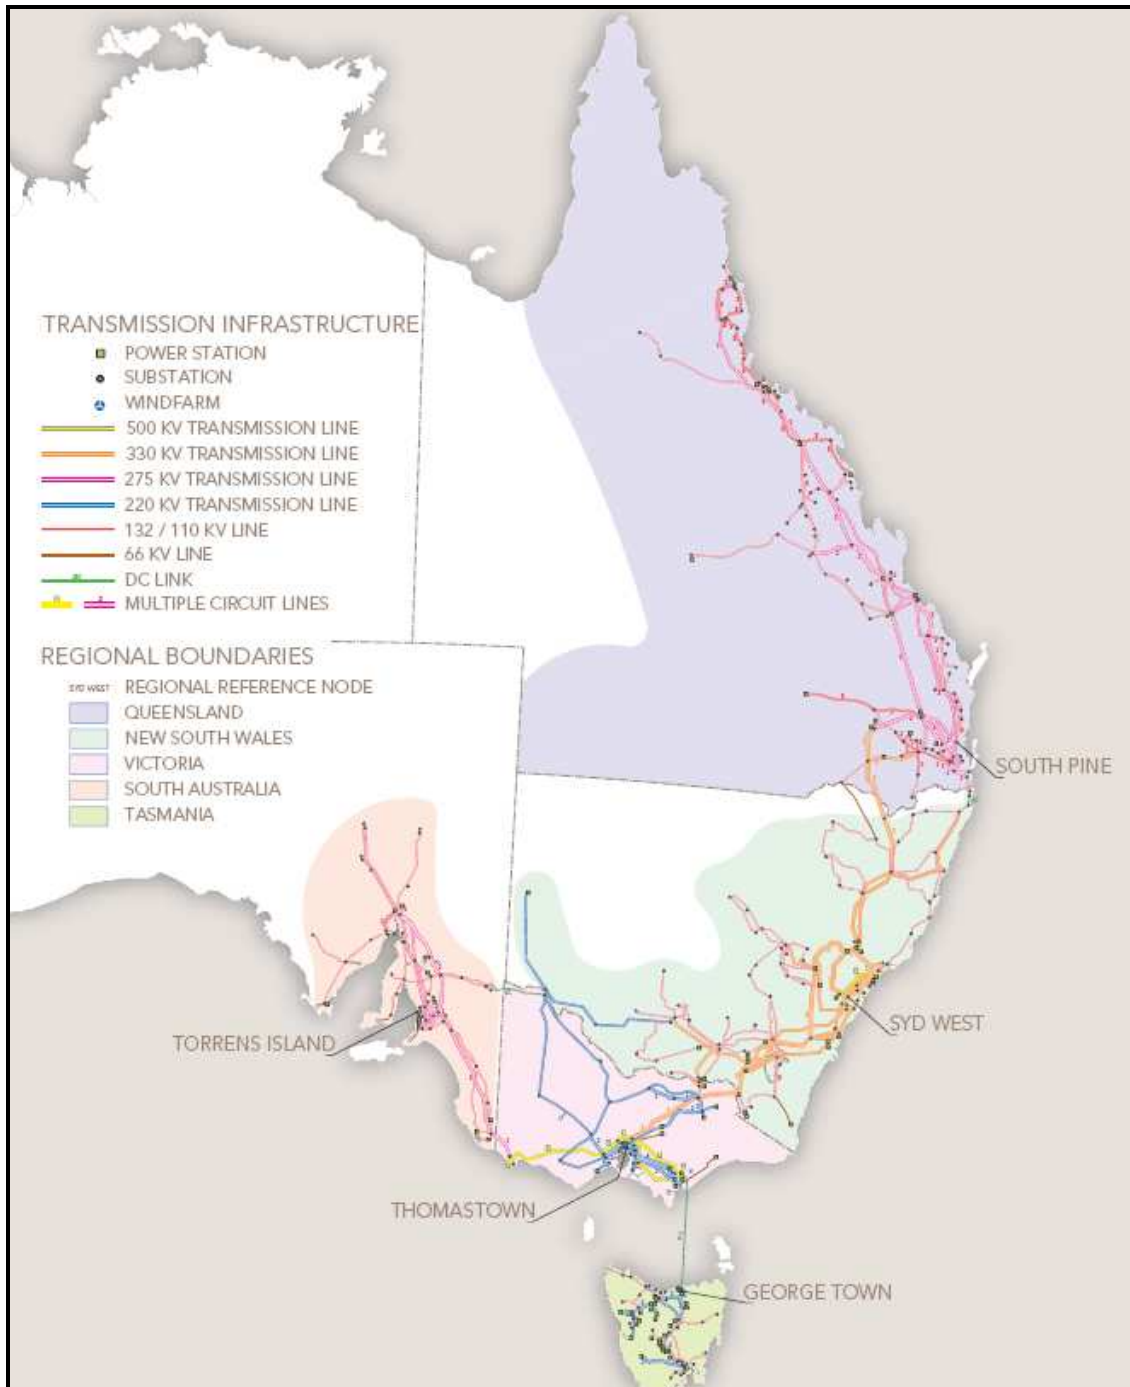 TRANSMISSION INFRASTRUCTURE
POWER STATION
SUBSTATION
WINDFARM
500 KV TRANSMISSION LINE
330 KV TRANSMISSION LINE
275 KV TRANSMISSION LINE
220 KV TRANSMISSION LINE
132 / 110 KV LINE
66 KV LINE
DC LINK
MULTIPLE CIRCUIT LINES
REGIONAL BOUNDARIES
SYD WEST REGIONAL REFERENCE NODE
QUEENSLAND
NEW SOUTH WALES
VICTORIA
SOUTH AUSTRALIA
TASMANIA
SOUTH PINE
SYD WEST
TORRENS ISLAND
THOMASTOWN
GEORGE TOWN